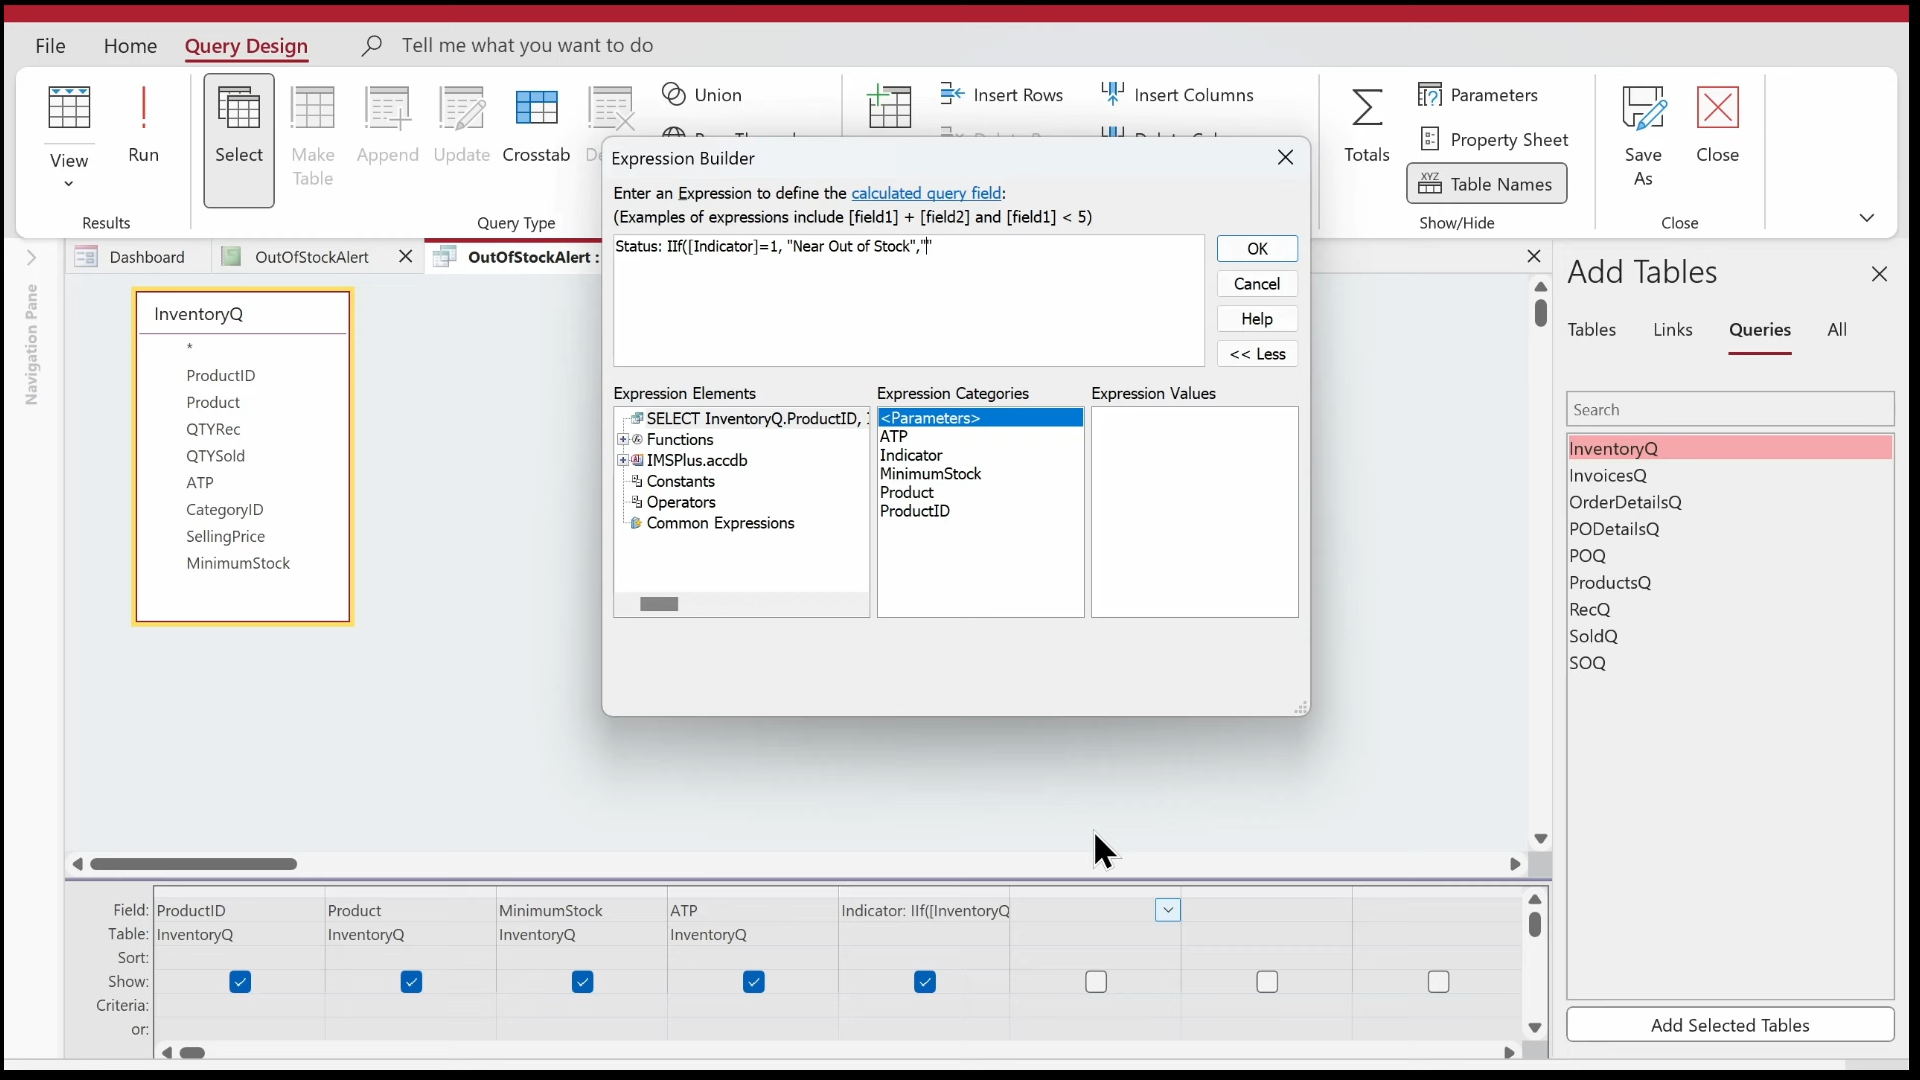 File Home Query Design Tell me what you want to do
View
Run
Results
Select
Make
Table
Append
Update
Crosstab
Union
Query Type
Insert Rows
Insert Columns
Totals
Parameters
Property Sheet
Table Names
Show/Hide
Save
As
Close
Close
Navigation Pane
Dashboard OutOfStockAlert OutOfStockAlert :
InventoryQ
*
ProductID
Product
QTYRec
QTYSold
ATP
CategoryID
SellingPrice
MinimumStock
Expression Builder
Enter an Expression to define the calculated query field:
(Examples of expressions include [field1] + [field2] and [field1] < 5)
Status: IIf([Indicator]=1, "Near Out of Stock",""
OK
Cancel
Help
<< Less
Expression Elements
SELECT InventoryQ.ProductID,
Functions
IMSPlus.accdb
Constants
Operators
Common Expressions
Expression Categories
<Parameters>
ATP
Indicator
MinimumStock
Product
ProductID
Expression Values
Add Tables
Tables Links Queries All
Search
InventoryQ
InvoicesQ
OrderDetailsQ
PODetailsQ
POQ
ProductsQ
RecQ
SoldQ
SOQ
Add Selected Tables
Field: ProductID Product MinimumStock ATP Indicator: IIf([InventoryQ
Table: InventoryQ InventoryQ InventoryQ InventoryQ
Sort:
Show:
Criteria:
or: